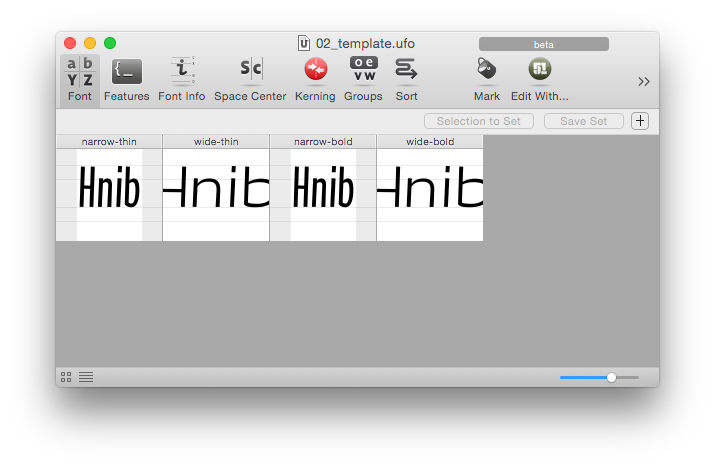 02_template.ufo
beta
a b
Y Z
{_
i
S c
o e
v w
S
Font
Features
Font Info
Space Center
Kerning
Groups
Sort
Mark
Edit With...
Selection to Set
Save Set
+
narrow-thin
wide-thin
narrow-bold
wide-bold
Hnib
Hnib
Hnib
Hnib